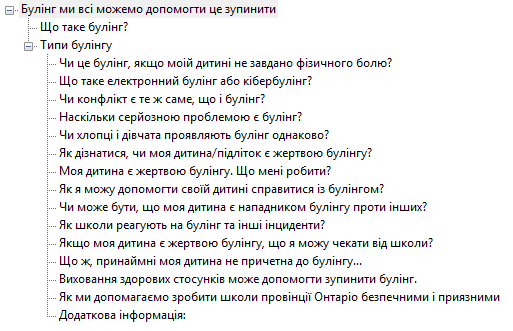 Булінг ми всі можемо допомогти це зупинити
Що таке булінг?
Типи булінгу
Чи це булінг, якщо моїй дитині не завдано фізичного болю?
Що таке електронний булінг або кібербулінг?
Чи конфлікт є те ж саме, що і булінг?
Наскільки серйозною проблемою є булінг?
Чи хлопці і дівчата проявляють булінг однаково?
Як дізнатися, чи моя дитина/підліток є жертвою булінгу?
Моя дитина є жертвою булінгу. Що мені робити?
Як я можу допомогти своїй дитині справитися із булінгом?
Чи може бути, що моя дитина є нападником булінгу проти інших?
Як школи реагують на булінг та інші інциденти?
Якщо моя дитина є жертвою булінгу, що я можу чекати від школи?
Що ж, принаймні моя дитина не причетна до булінгу...
Виховання здорових стосунків може допомогти зупинити булінг.
Як ми допомагаємо зробити школи провінції Онтаріо безпечними і приязними
Додаткова інформація: